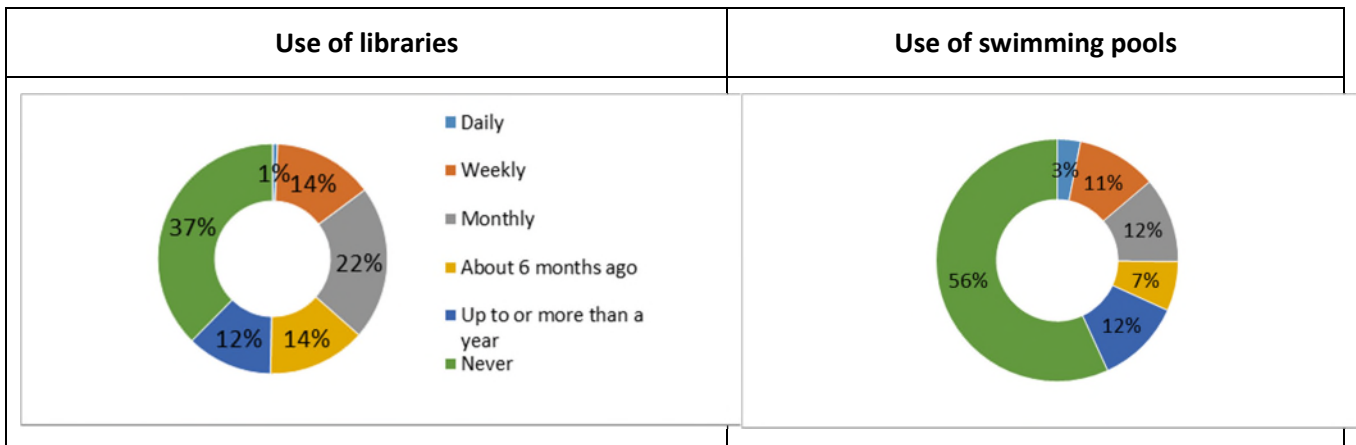 Use of libraries
Use of swimming pools
1%
14%
22%
14%
12%
37%
Daily
Weekly
Monthly
About 6 months ago
Up to or more than a
year
Never
3%
11%
12%
7%
12%
56%